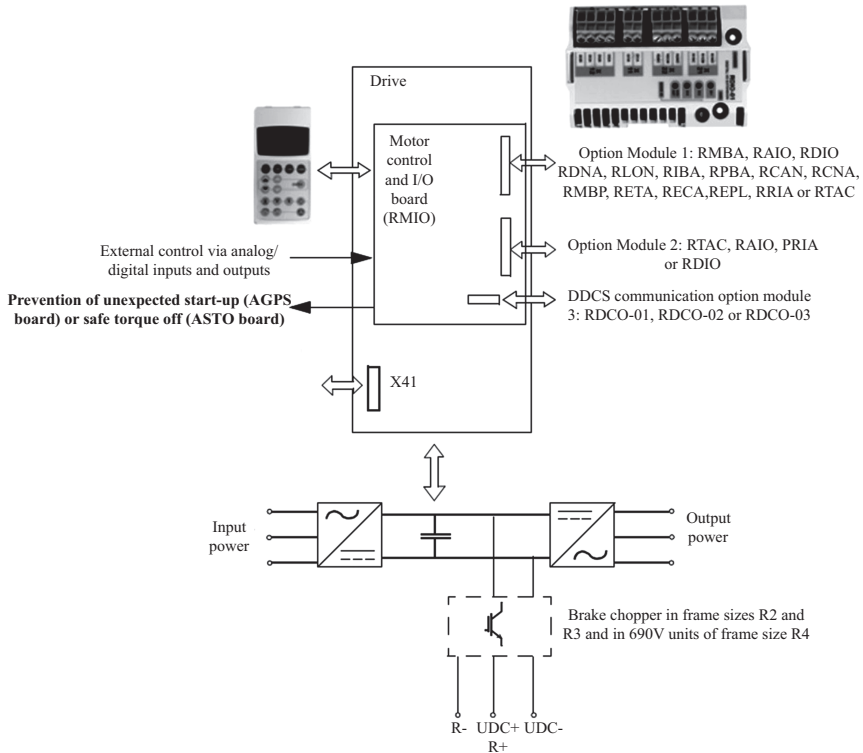 Drive
Motor
control
and I/O
board
(RMIO)
Option Module 1: RMBA, RAIO, RDIO
RDNA, RLON, RIBA, RPBA, RCAN, RCNA,
RMBP, RETA, RECA,REPL, RRIA or RTAC
External control via analog/
digital inputs and outputs
Option Module 2: RTAC, RAIO, PRIA
or RDIO
Prevention of unexpected start-up (AGPS
board) or safe torque off (ASTO board)
DDCS communication option module
3: RDCO-01, RDCO-02 or RDCO-03
X41
Input
power
Output
power
Brake chopper in frame sizes R2 and
R3 and in 690V units of frame size R4
R- UDC+ UDC-
R+